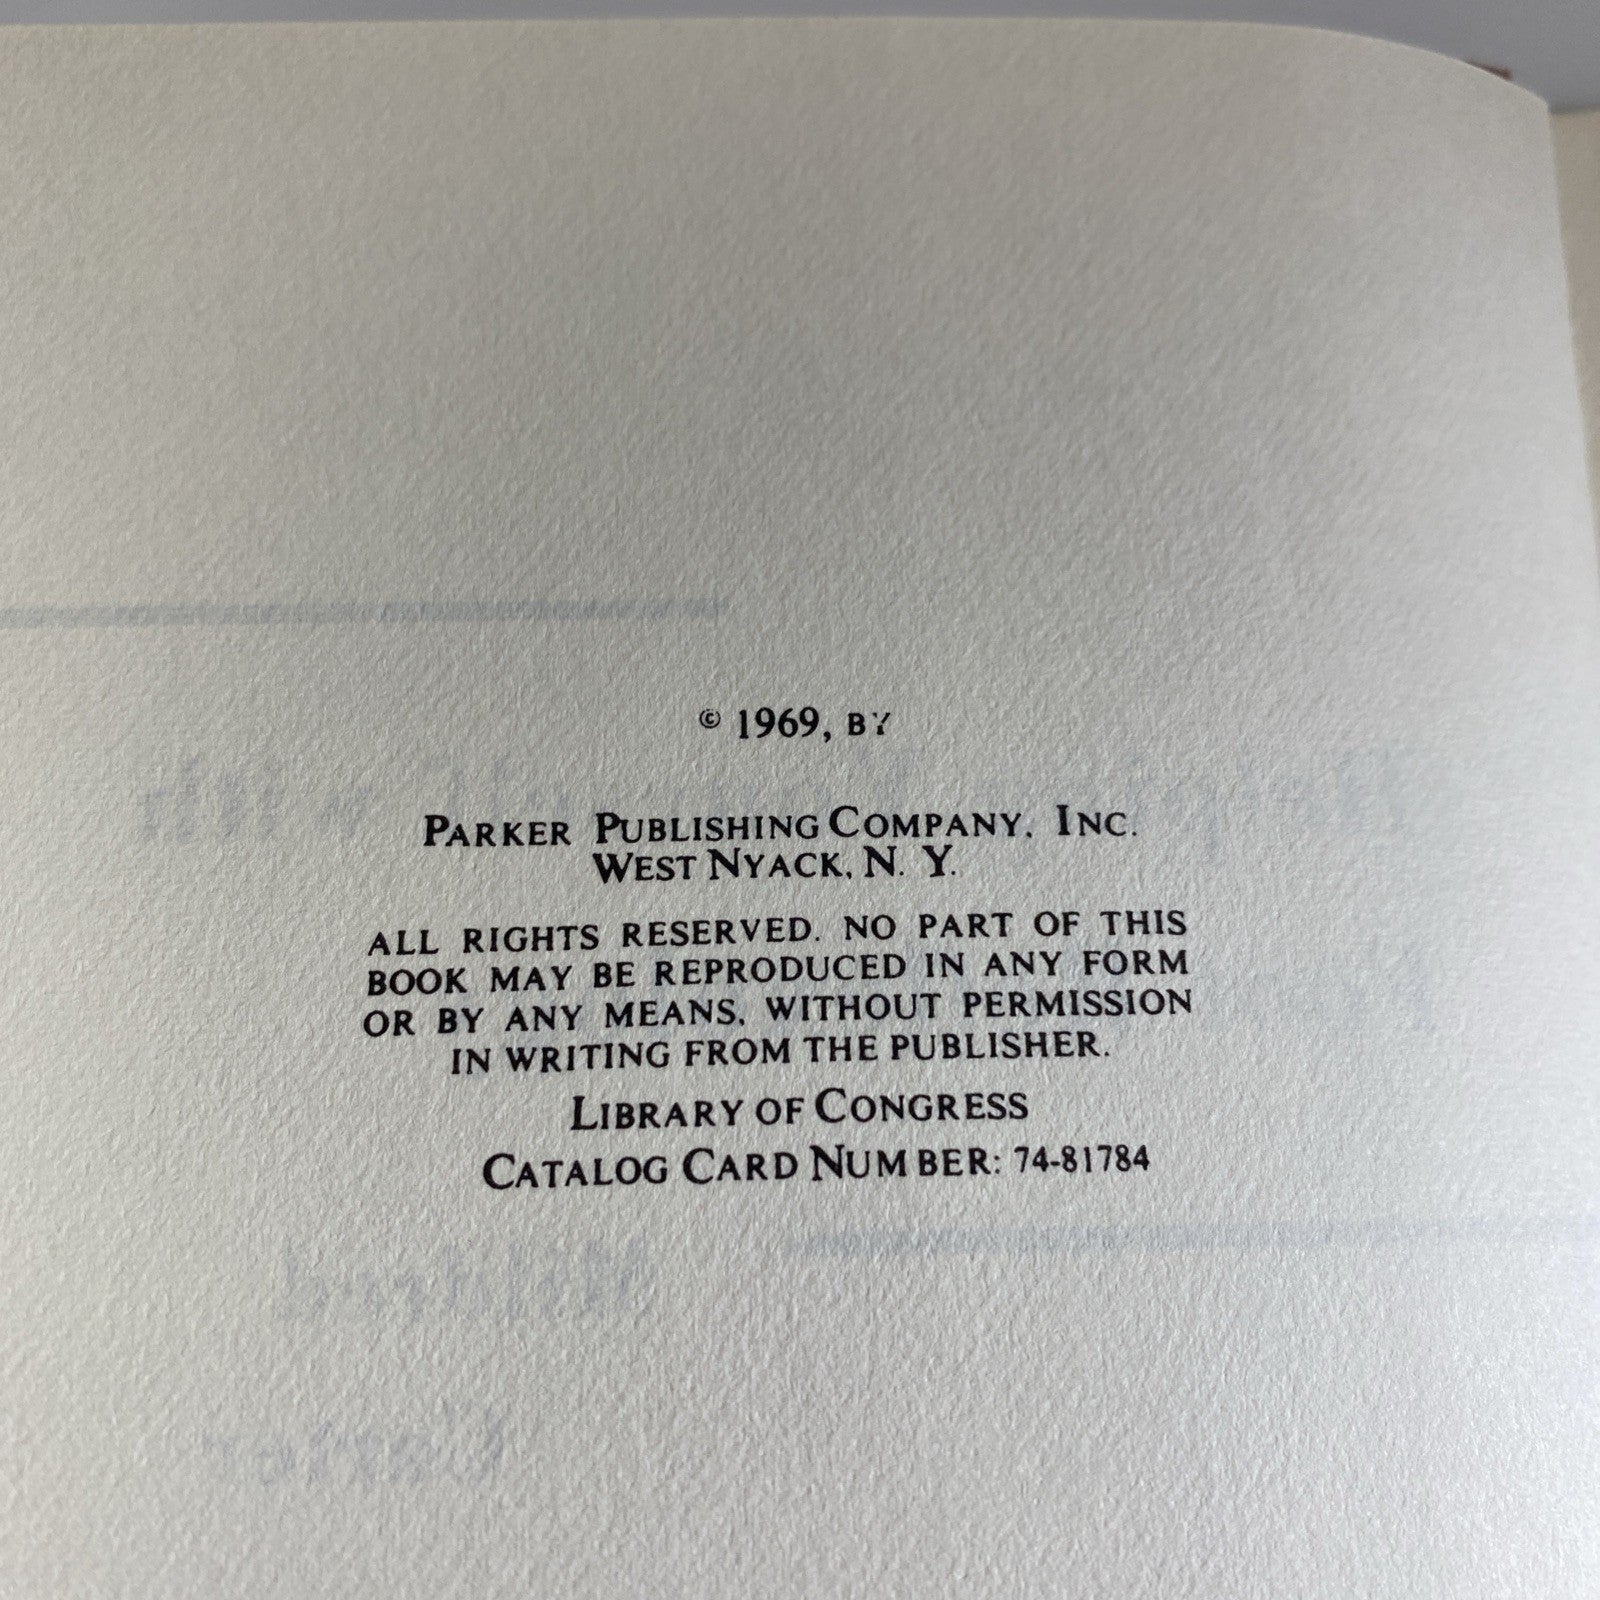 © 1969, BY
PARKER PUBLISHING COMPANY, INC.
WEST NYACK, N. Y.
ALL RIGHTS RESERVED. NO PART OF THIS
BOOK MAY BE REPRODUCED IN ANY FORM
OR BY ANY MEANS, WITHOUT PERMISSION
IN WRITING FROM THE PUBLISHER.
LIBRARY OF CONGRESS
CATALOG CARD NUMBER: 74-81784